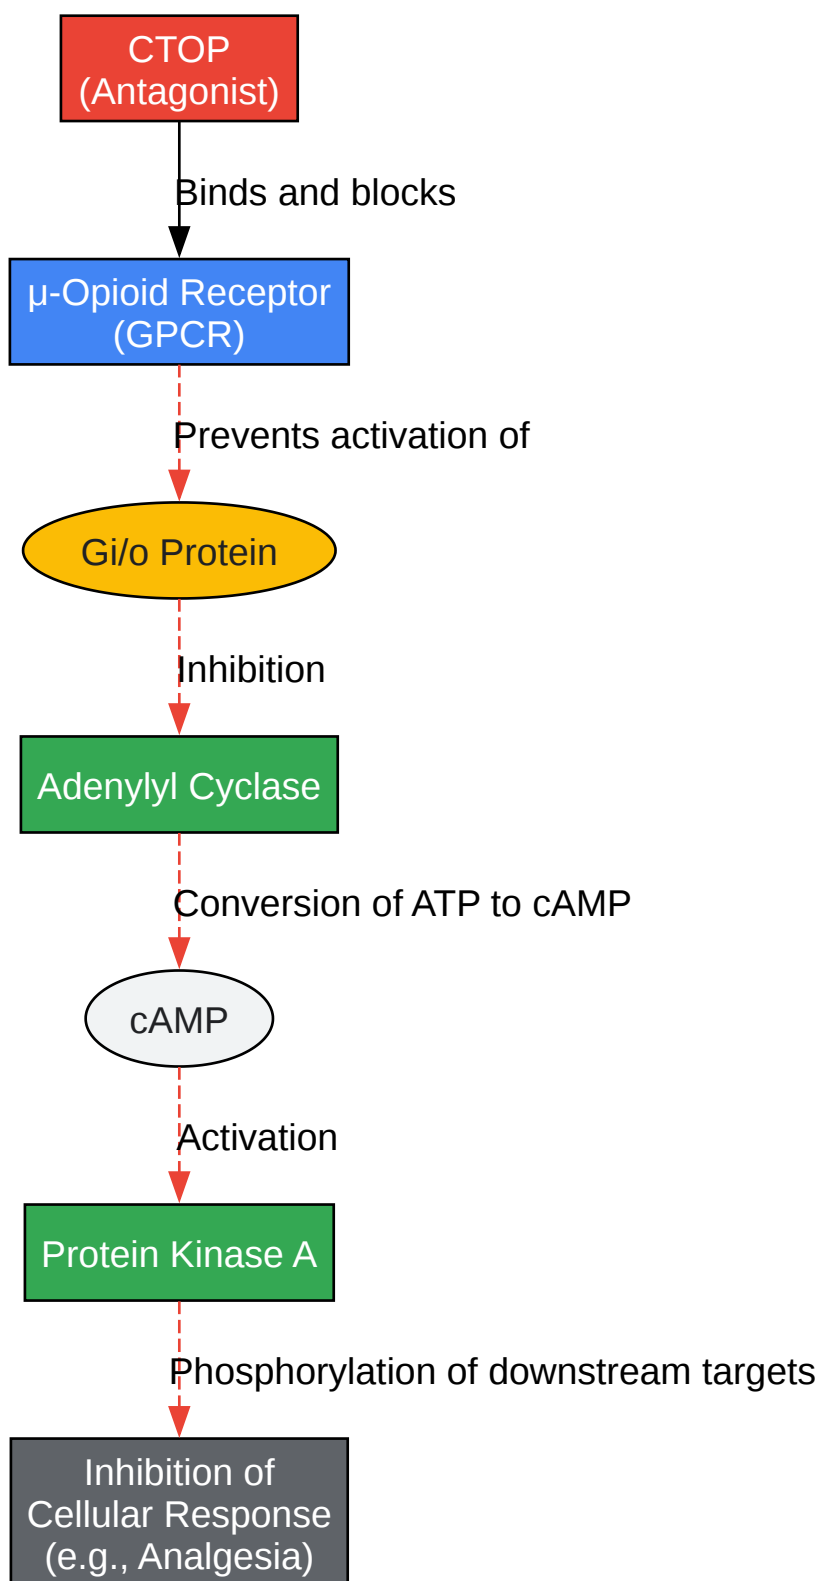 CTOP
(Antagonist)
Binds and blocks
μ-Opioid Receptor
(GPCR)
Prevents activation of
Gi/o Protein
Inhibition
Adenylyl Cyclase
Conversion of ATP to cAMP
cAMP
Activation
Protein Kinase A
Phosphorylation of downstream targets
Inhibition of
Cellular Response
(e.g., Analgesia)